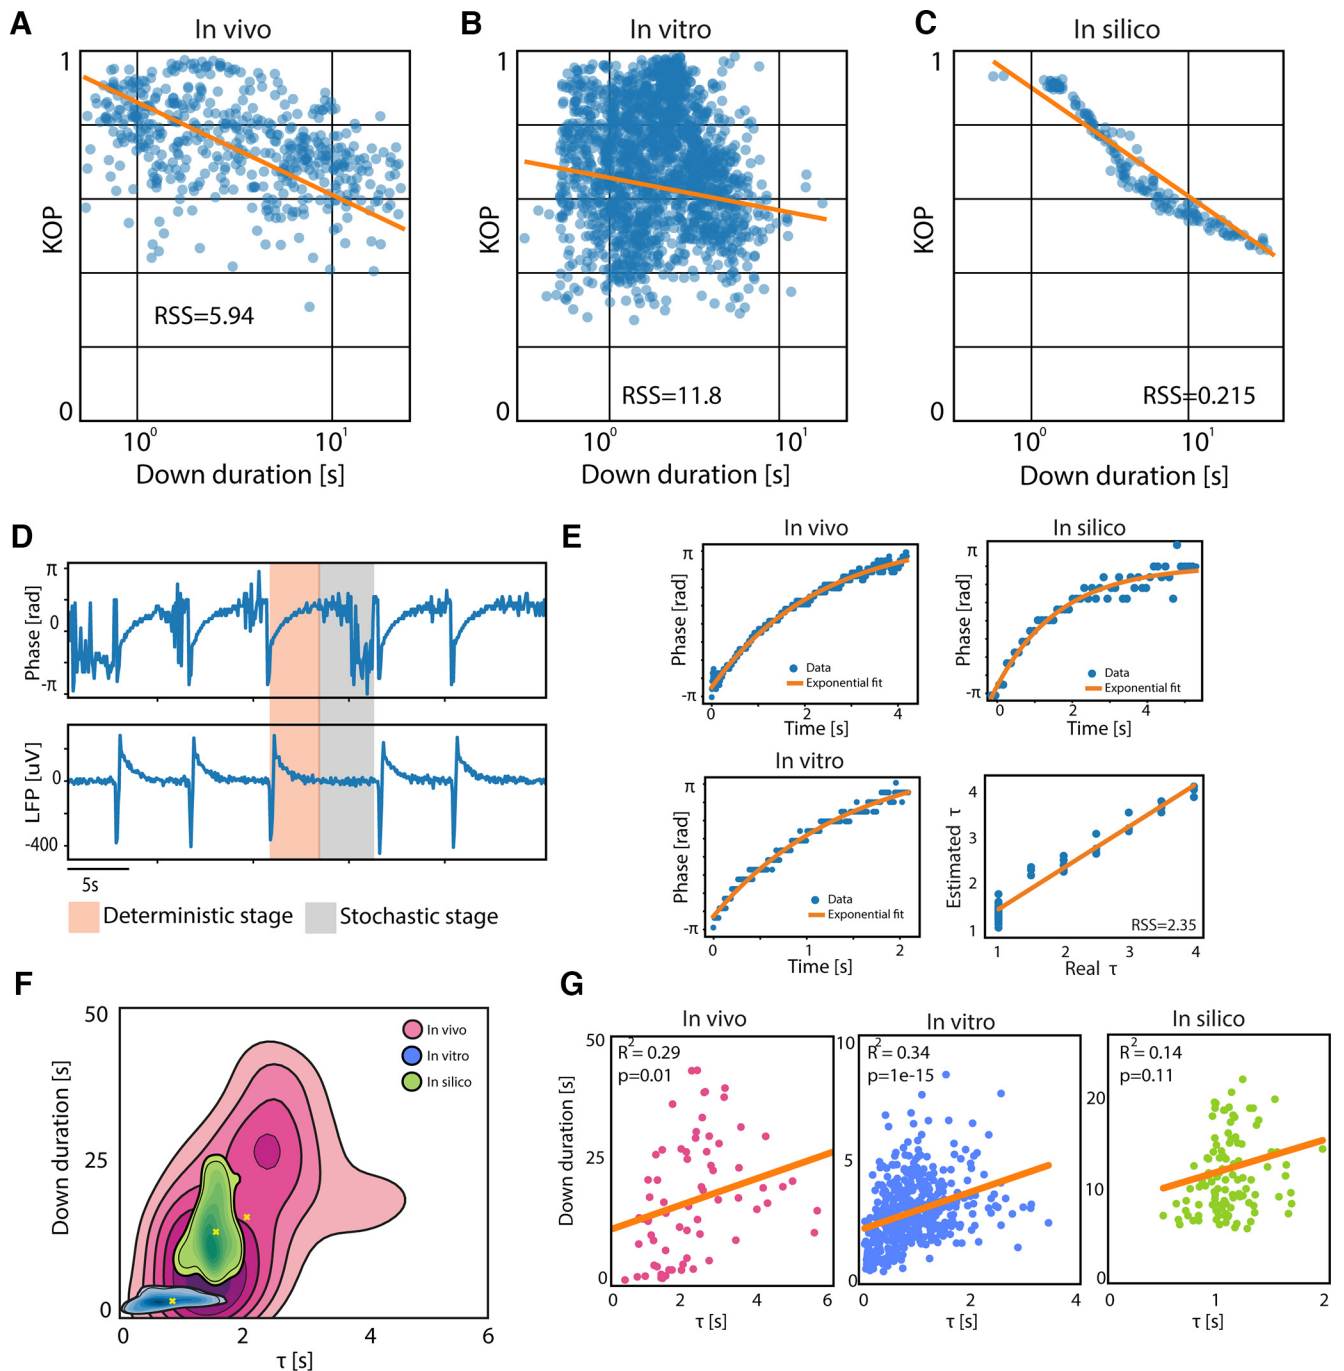 A
In vivo
B
In vitro
C
In silico
1
KOP
0
RSS=5.94
10⁰
10¹
Down duration [s]
1
KOP
0
RSS=11.8
10⁰
10¹
Down duration [s]
1
KOP
0
RSS=0.215
10⁰
10¹
Down duration [s]
D
π
0
-π
Phase [rad]
LFP [uV]
0
-400
5s
Deterministic stage
Stochastic stage
E
In vivo
π
-π
Phase [rad]
Data
Exponential fit
0
2
4
Time [s]
In silico
π
-π
Phase [rad]
Data
Exponential fit
0
2
4
Time [s]
In vitro
π
-π
Phase [rad]
Data
Exponential fit
0
1
2
Time [s]
4
3
2
1
Estimated τ
RSS=2.35
1
2
3
4
Real τ
F
50
25
0
Down duration [s]
In vivo
In vitro
In silico
0
2
4
6
τ [s]
G
In vivo
50
25
0
Down duration [s]
R²= 0.29
p=0.01
0
2
4
6
τ [s]
In vitro
10
5
0
R²= 0.34
p=1e-15
0
2
4
τ [s]
In silico
20
10
0
R²= 0.14
p=0.11
0
1
2
τ [s]